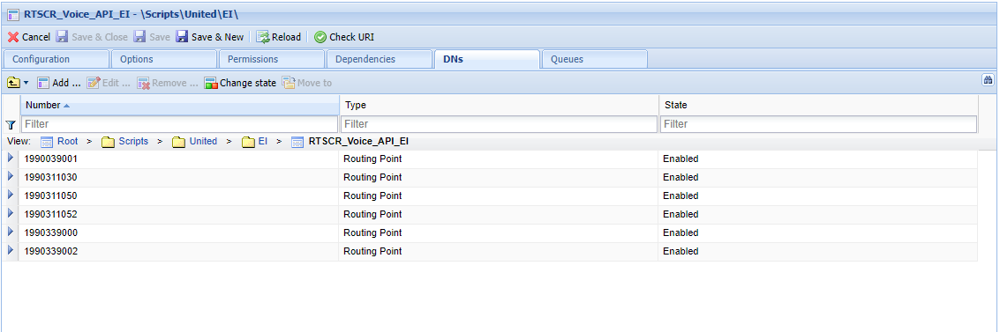 RTSCR_Voice_API_EI - \Scripts\United\EI\
Cancel Save & Close Save Save & New Reload Check URI
Configuration Options Permissions Dependencies DNs Queues
Add ... Edit ... Remove ... Change state Move to
Number Type State
Filter Filter Filter
View: Root > Scripts > United > EI > RTSCR_Voice_API_EI
1990039001 Routing Point Enabled
1990311030 Routing Point Enabled
1990311050 Routing Point Enabled
1990311052 Routing Point Enabled
1990339000 Routing Point Enabled
1990339002 Routing Point Enabled